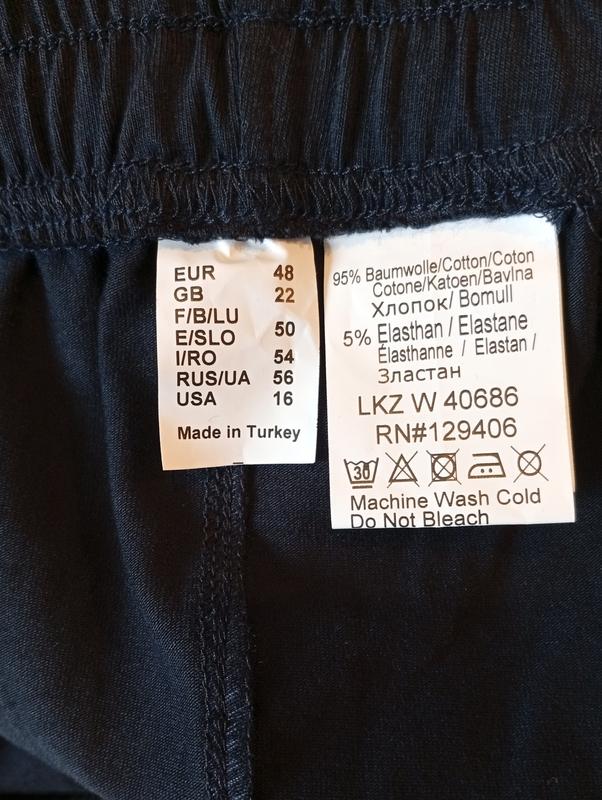 EUR 48
GB 22
F/B/LU
E/SLO 50
I/RO 54
RUS/UA 56
USA 16
Made in Turkey
95% Baumwolle/Cotton/Coton
Cotone/Katoen/Bavlna
Хлопок/ Bomull
5% Elasthan / Elastane
Élasthanne / Elastan /
Зластан
LKZ W 40686
RN#129406
30
Machine Wash Cold
Do Not Bleach